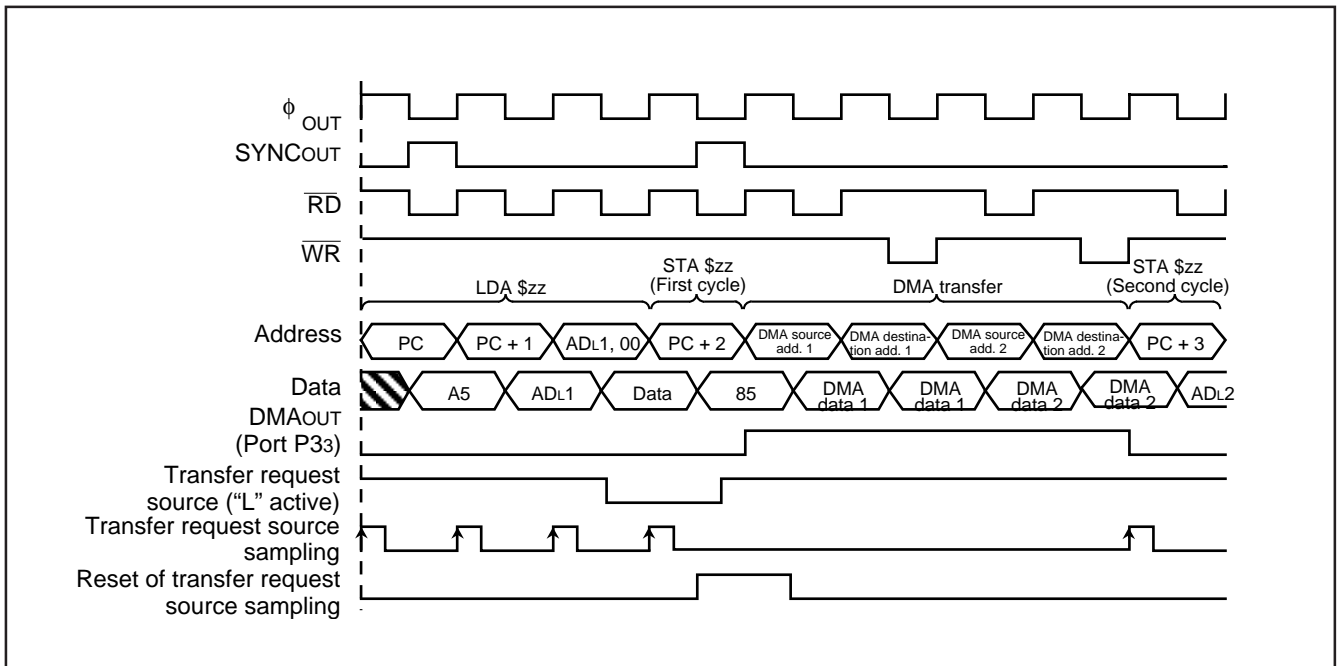 ϕ OUT
SYNCOUT
RD
WR
LDA $zz
STA $zz
(First cycle)
DMA transfer
STA $zz
(Second cycle)
Address
PC
PC + 1
ADL1, 00
PC + 2
DMA source
add. 1
DMA destina-
tion add. 1
DMA source
add. 2
DMA destina-
tion add. 2
PC + 3
Data
A5
ADL1
Data
85
DMA
data 1
DMA
data 1
DMA
data 2
DMA
data 2
ADL2
DMAOUT
(Port P33)
Transfer request
source (“L” active)
Transfer request source
sampling
Reset of transfer request
source sampling